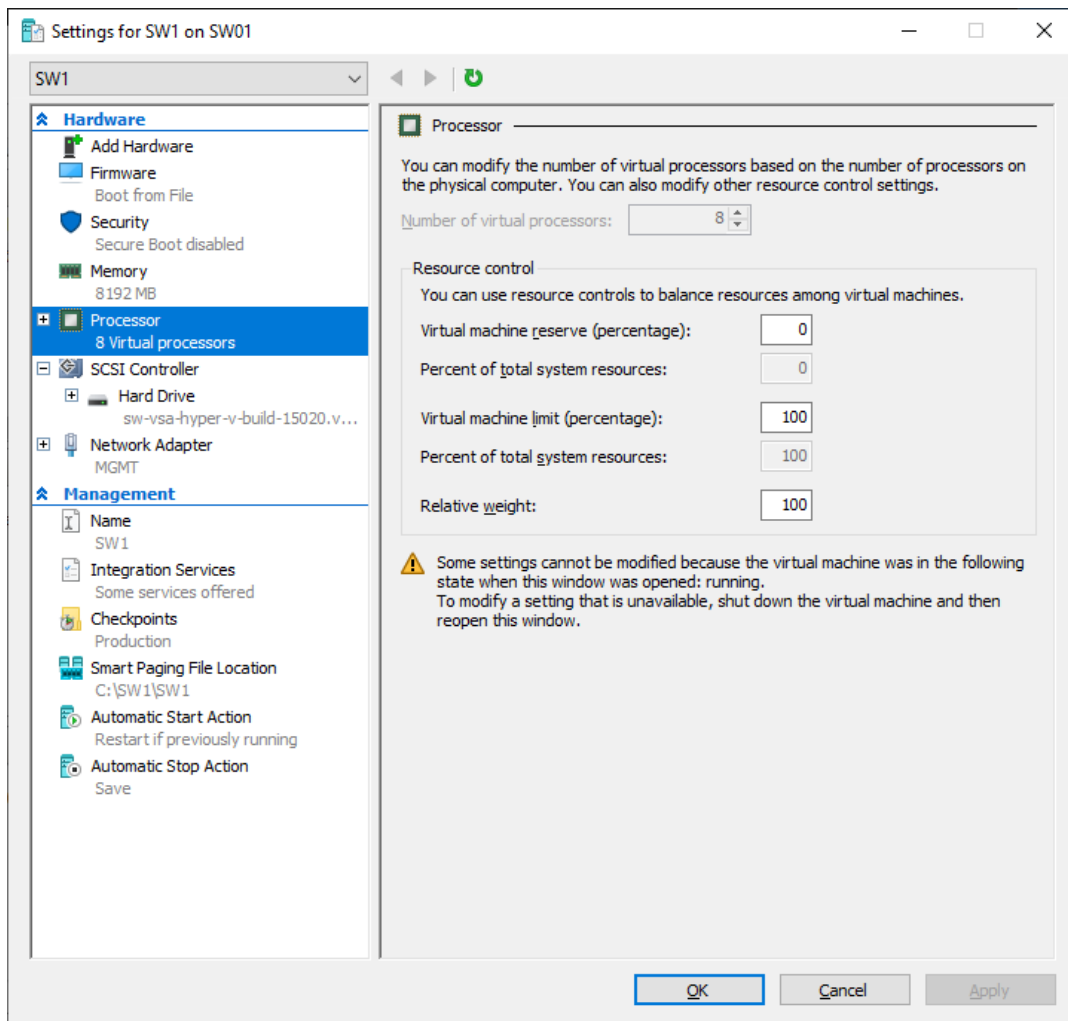 Settings for SW1 on SW01
SW1
Hardware
Add Hardware
Firmware
Boot from File
Security
Secure Boot disabled
Memory
8192 MB
Processor
8 Virtual processors
SCSI Controller
Hard Drive
sw-vsa-hyper-v-build-15020.v...
Network Adapter
MGMT
Management
Name
SW1
Integration Services
Some services offered
Checkpoints
Production
Smart Paging File Location
C:\SW1\SW1
Automatic Start Action
Restart if previously running
Automatic Stop Action
Save
Processor
You can modify the number of virtual processors based on the number of processors on
the physical computer. You can also modify other resource control settings.
Number of virtual processors: 8
Resource control
You can use resource controls to balance resources among virtual machines.
Virtual machine reserve (percentage): 0
Percent of total system resources: 0
Virtual machine limit (percentage): 100
Percent of total system resources: 100
Relative weight: 100
Some settings cannot be modified because the virtual machine was in the following
state when this window was opened: running.
To modify a setting that is unavailable, shut down the virtual machine and then
reopen this window.
OK Cancel Apply